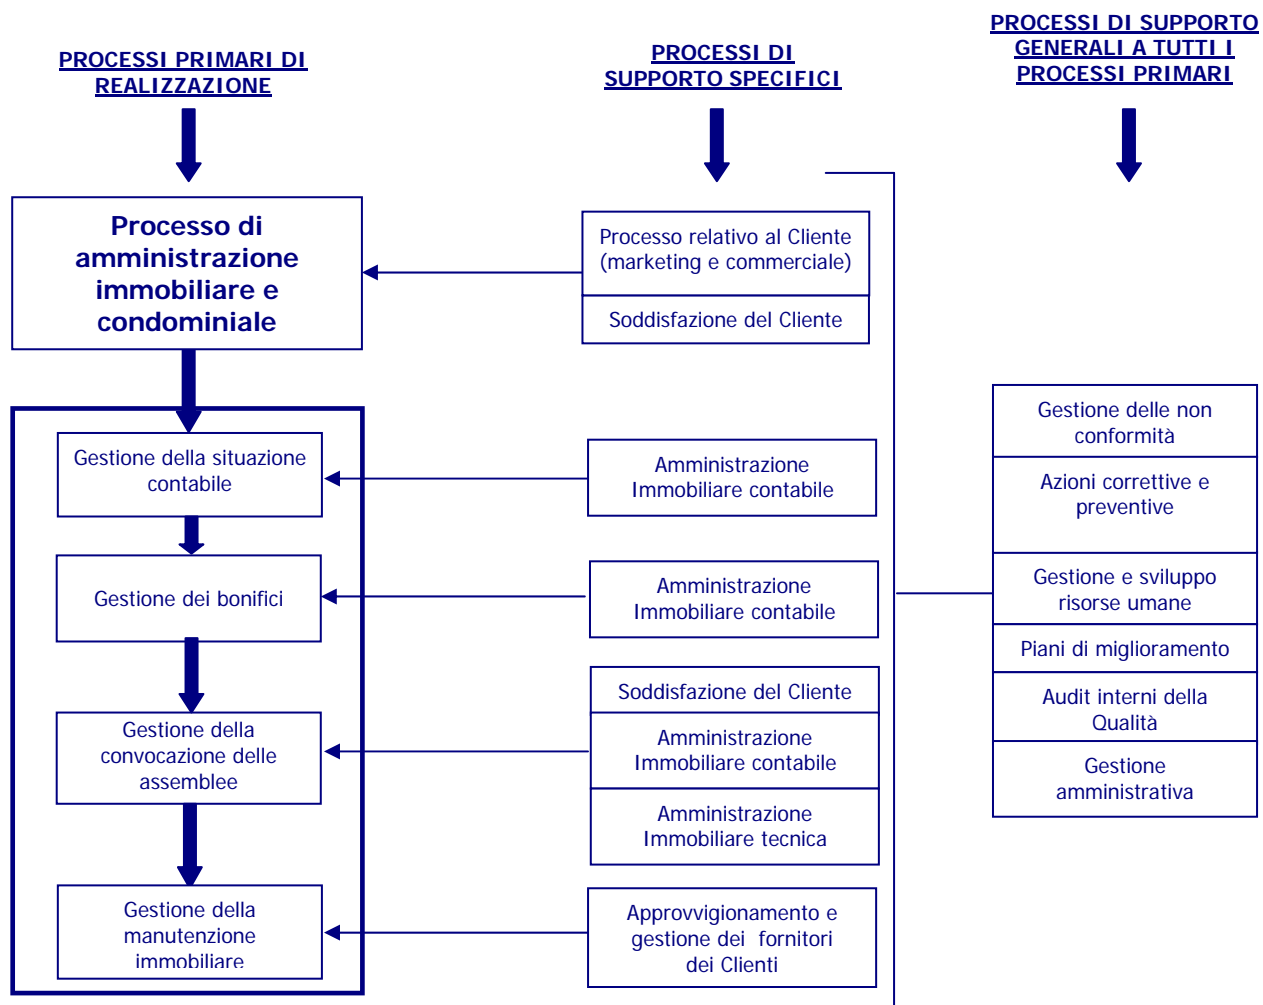 PROCESSI PRIMARI DI
REALIZZAZIONE
PROCESSI DI
SUPPORTO SPECIFICI
PROCESSI DI SUPPORTO
GENERALI A TUTTI I
PROCESSI PRIMARI
Processo di
amministrazione
immobiliare e
condominiale
Processo relativo al Cliente
(marketing e commerciale)
Soddisfazione del Cliente
Gestione della situazione
contabile
Amministrazione
Immobiliare contabile
Gestione dei bonifici
Amministrazione
Immobiliare contabile
Gestione della
convocazione delle
assemblee
Soddisfazione del Cliente
Amministrazione
Immobiliare contabile
Amministrazione
Immobiliare tecnica
Gestione della
manutenzione
immobiliare
Approvvigionamento e
gestione dei fornitori
dei Clienti
Gestione delle non
conformità
Azioni correttive e
preventive
Gestione e sviluppo
risorse umane
Piani di miglioramento
Audit interni della
Qualità
Gestione
amministrativa